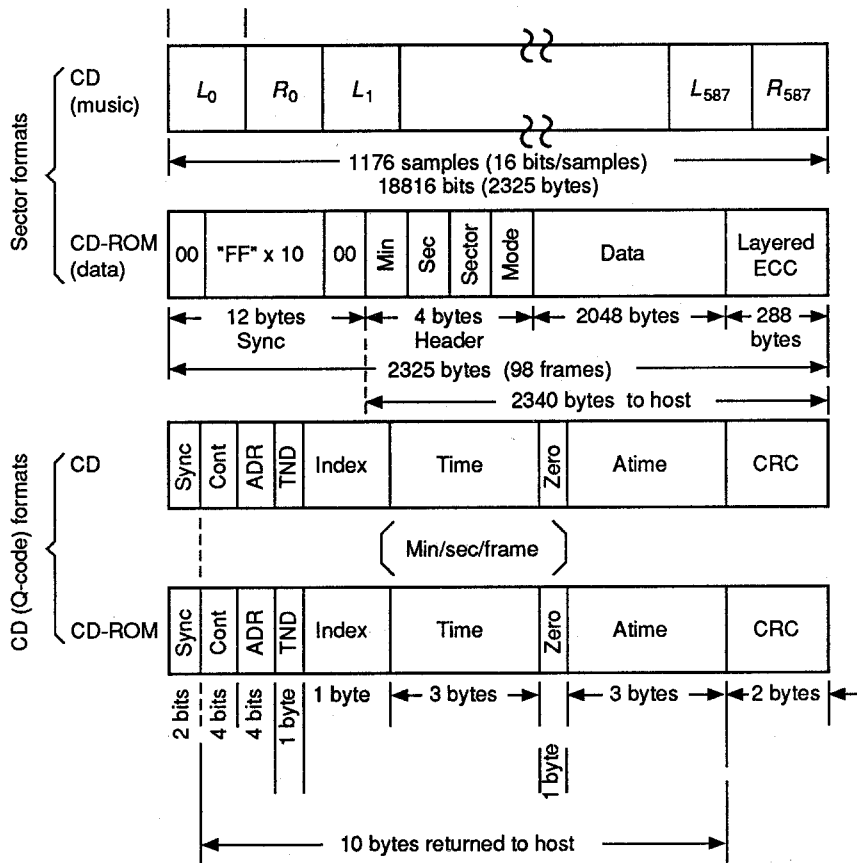 Sector formats
CD
(music)
L0 R0 L1 L587 R587
1176 samples (16 bits/samples)
18816 bits (2325 bytes)
CD-ROM
(data)
00 "FF" x 10 00 Min Sec Sector Mode Data Layered
ECC
12 bytes
Sync
4 bytes
Header
2048 bytes
288
bytes
2325 bytes (98 frames)
2340 bytes to host
CD (Q-code) formats
CD
Sync Cont ADR TND Index Time Zero Atime CRC
Min/sec/frame
CD-ROM
Sync Cont ADR TND Index Time Zero Atime CRC
2 bits 4 bits 4 bits 1 byte 1 byte 3 bytes 1 byte 3 bytes 2 bytes
10 bytes returned to host